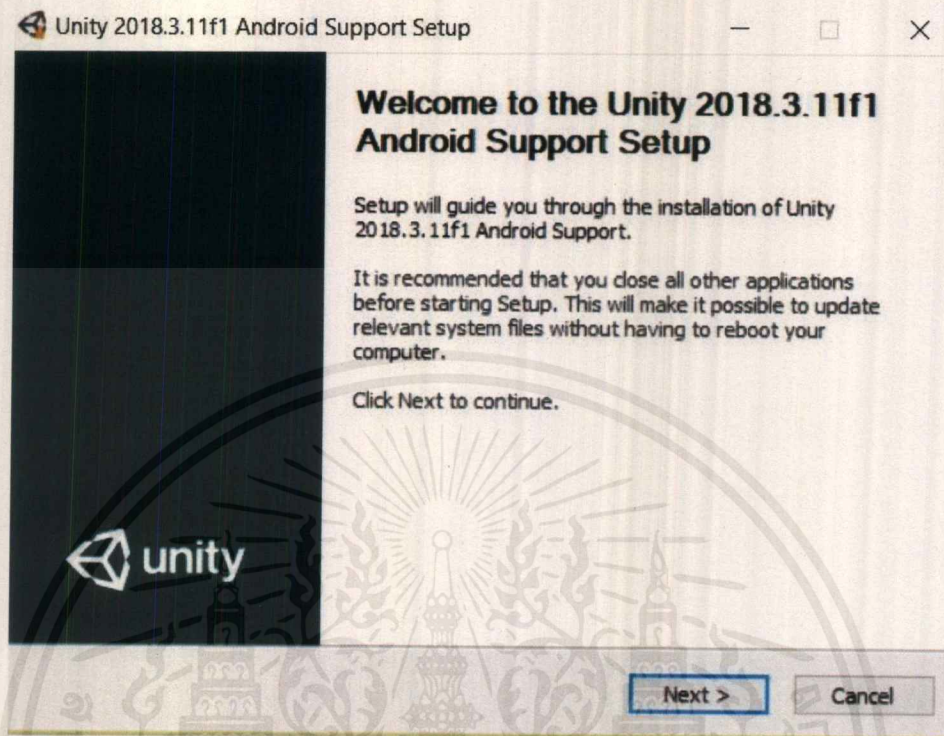 Unity 2018.3.11f1 Android Support Setup
Welcome to the Unity 2018.3.11f1
Android Support Setup
Setup will guide you through the installation of Unity
2018.3.11f1 Android Support.
It is recommended that you close all other applications
before starting Setup. This will make it possible to update
relevant system files without having to reboot your
computer.
Click Next to continue.
unity
Next >
Cancel